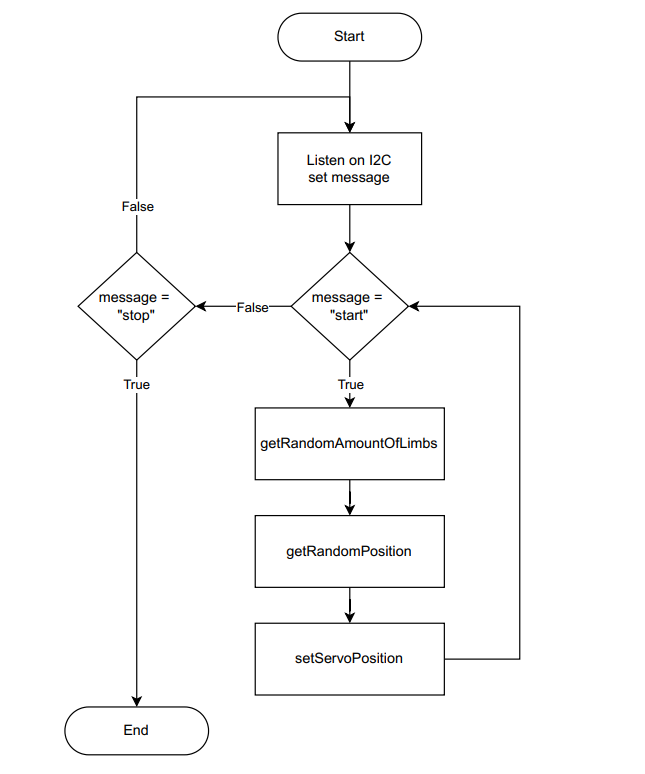 Start
Listen on I2C
set message
False
message =
"stop"
False
message =
"start"
True
True
getRandomAmountOfLimbs
getRandomPosition
setServoPosition
End